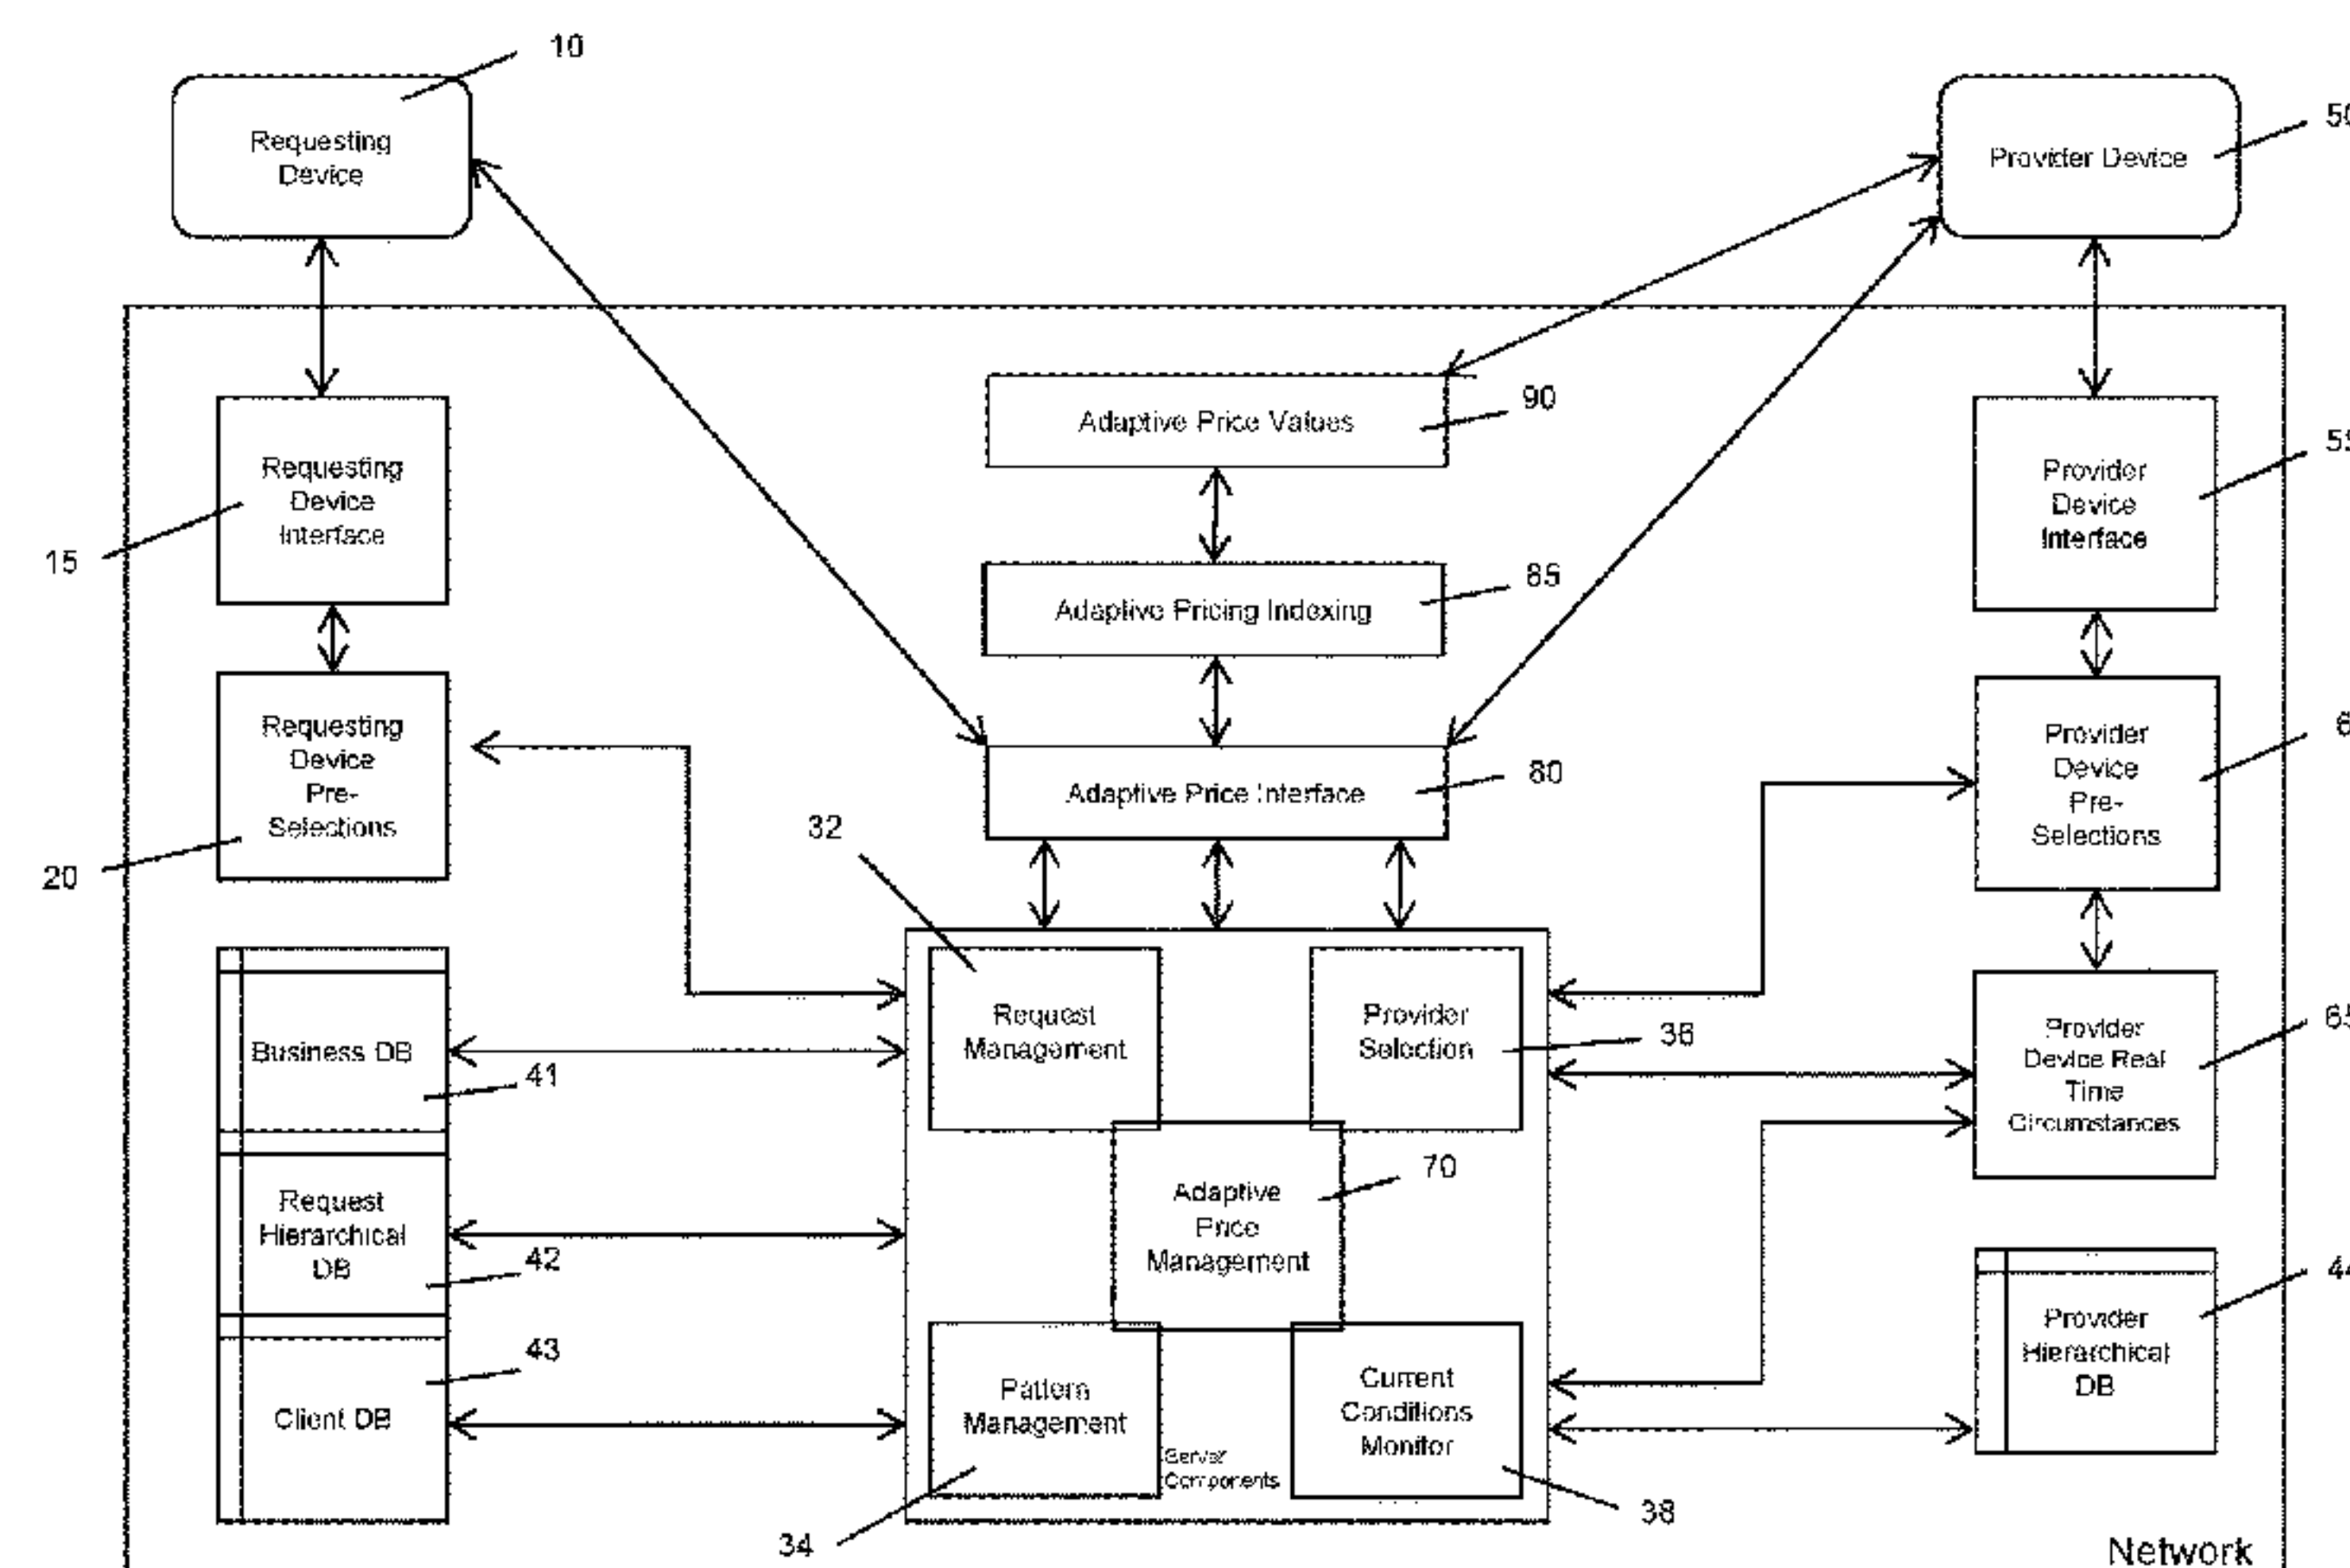 10
Requesting
Device
Provider Device
50
Requesting
Device
Interface
15
Adaptive Price Values
90
Provider
Device
Interface
Adaptive Pricing Indexing
85
Requesting
Device
Pre-
Selections
20
Adaptive Price Interface
80
Provider
Device
Pre-
Selections
32
Business DB
41
Request
Management
Provider
Selection
36
Provider
Device Real
Time
Circumstances
65
Request
Hierarchical
DB
42
Adaptive
Price
Management
70
Client DB
43
Pattern
Management
34
Server
Components
Current
Conditions
Monitor
38
Provider
Hierarchical
DB
Network